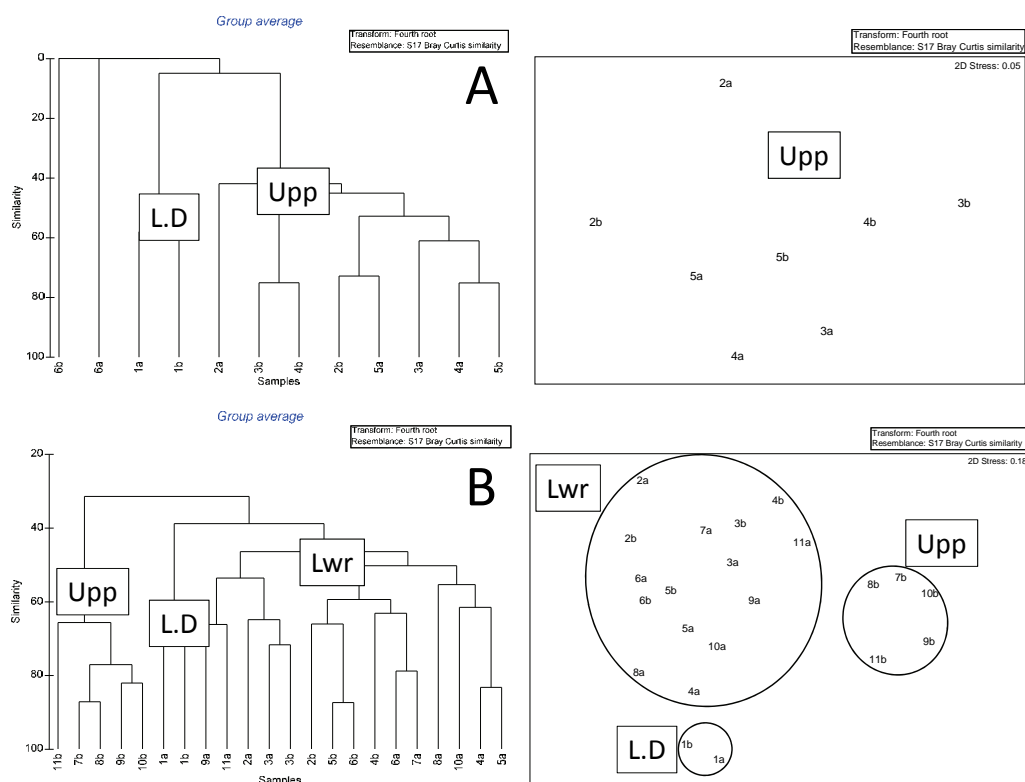 Group average
Transform: Fourth root
Resemblance: S17 Bray Curtis similarity
A
0
20
40
60
80
100
Similarity
L.D
Upp
6b 6a 1a 1b 2a 3b 4b 2b 5a 3a 4a 5b
Samples
Transform: Fourth root
Resemblance: S17 Bray Curtis similarity
2D Stress: 0.05
2a
Upp
3b
2b
4b
5b
5a
3a
4a
Group average
Transform: Fourth root
Resemblance: S17 Bray Curtis similarity
B
20
40
60
80
100
Similarity
Upp
L.D
Lwr
11b 7b 8b 9b 10b 1a 1b 9a 11a 2a 3a 3b 2b 5b 6b 4b 6a 7a 8a 10a 4a 5a
Samples
Transform: Fourth root
Resemblance: S17 Bray Curtis similarity
2D Stress: 0.18
Lwr
2a
4b
3b
7a
2b
11a
3a
6a
5b
6b
9a
5a
10a
8a
4a
Upp
7b
8b
10b
9b
11b
L.D
1b
1a